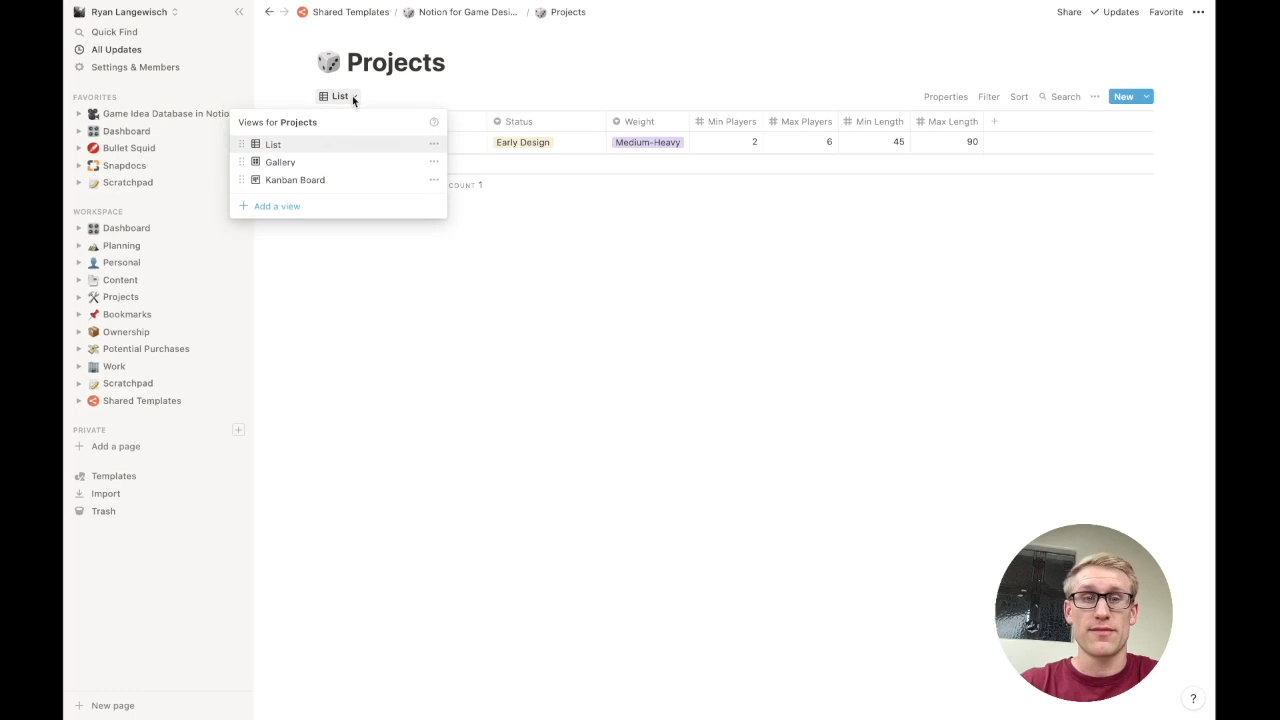 Ryan Langewisch
Shared Templates / Notion for Game Desi... / Projects
Share Updates Favorite
Quick Find
All Updates
Settings & Members
FAVORITES
Game Idea Database in Notio
Dashboard
Bullet Squid
Snapdocs
Scratchpad
WORKSPACE
Dashboard
Planning
Personal
Content
Projects
Bookmarks
Ownership
Potential Purchases
Work
Scratchpad
Shared Templates
PRIVATE
Add a page
Templates
Import
Trash
New page
Projects
List
Properties Filter Sort Search New
Views for Projects
List
Gallery
Kanban Board
Add a view
Status Weight Min Players Max Players Min Length Max Length
Early Design Medium-Heavy 2 6 45 90
COUNT 1
?